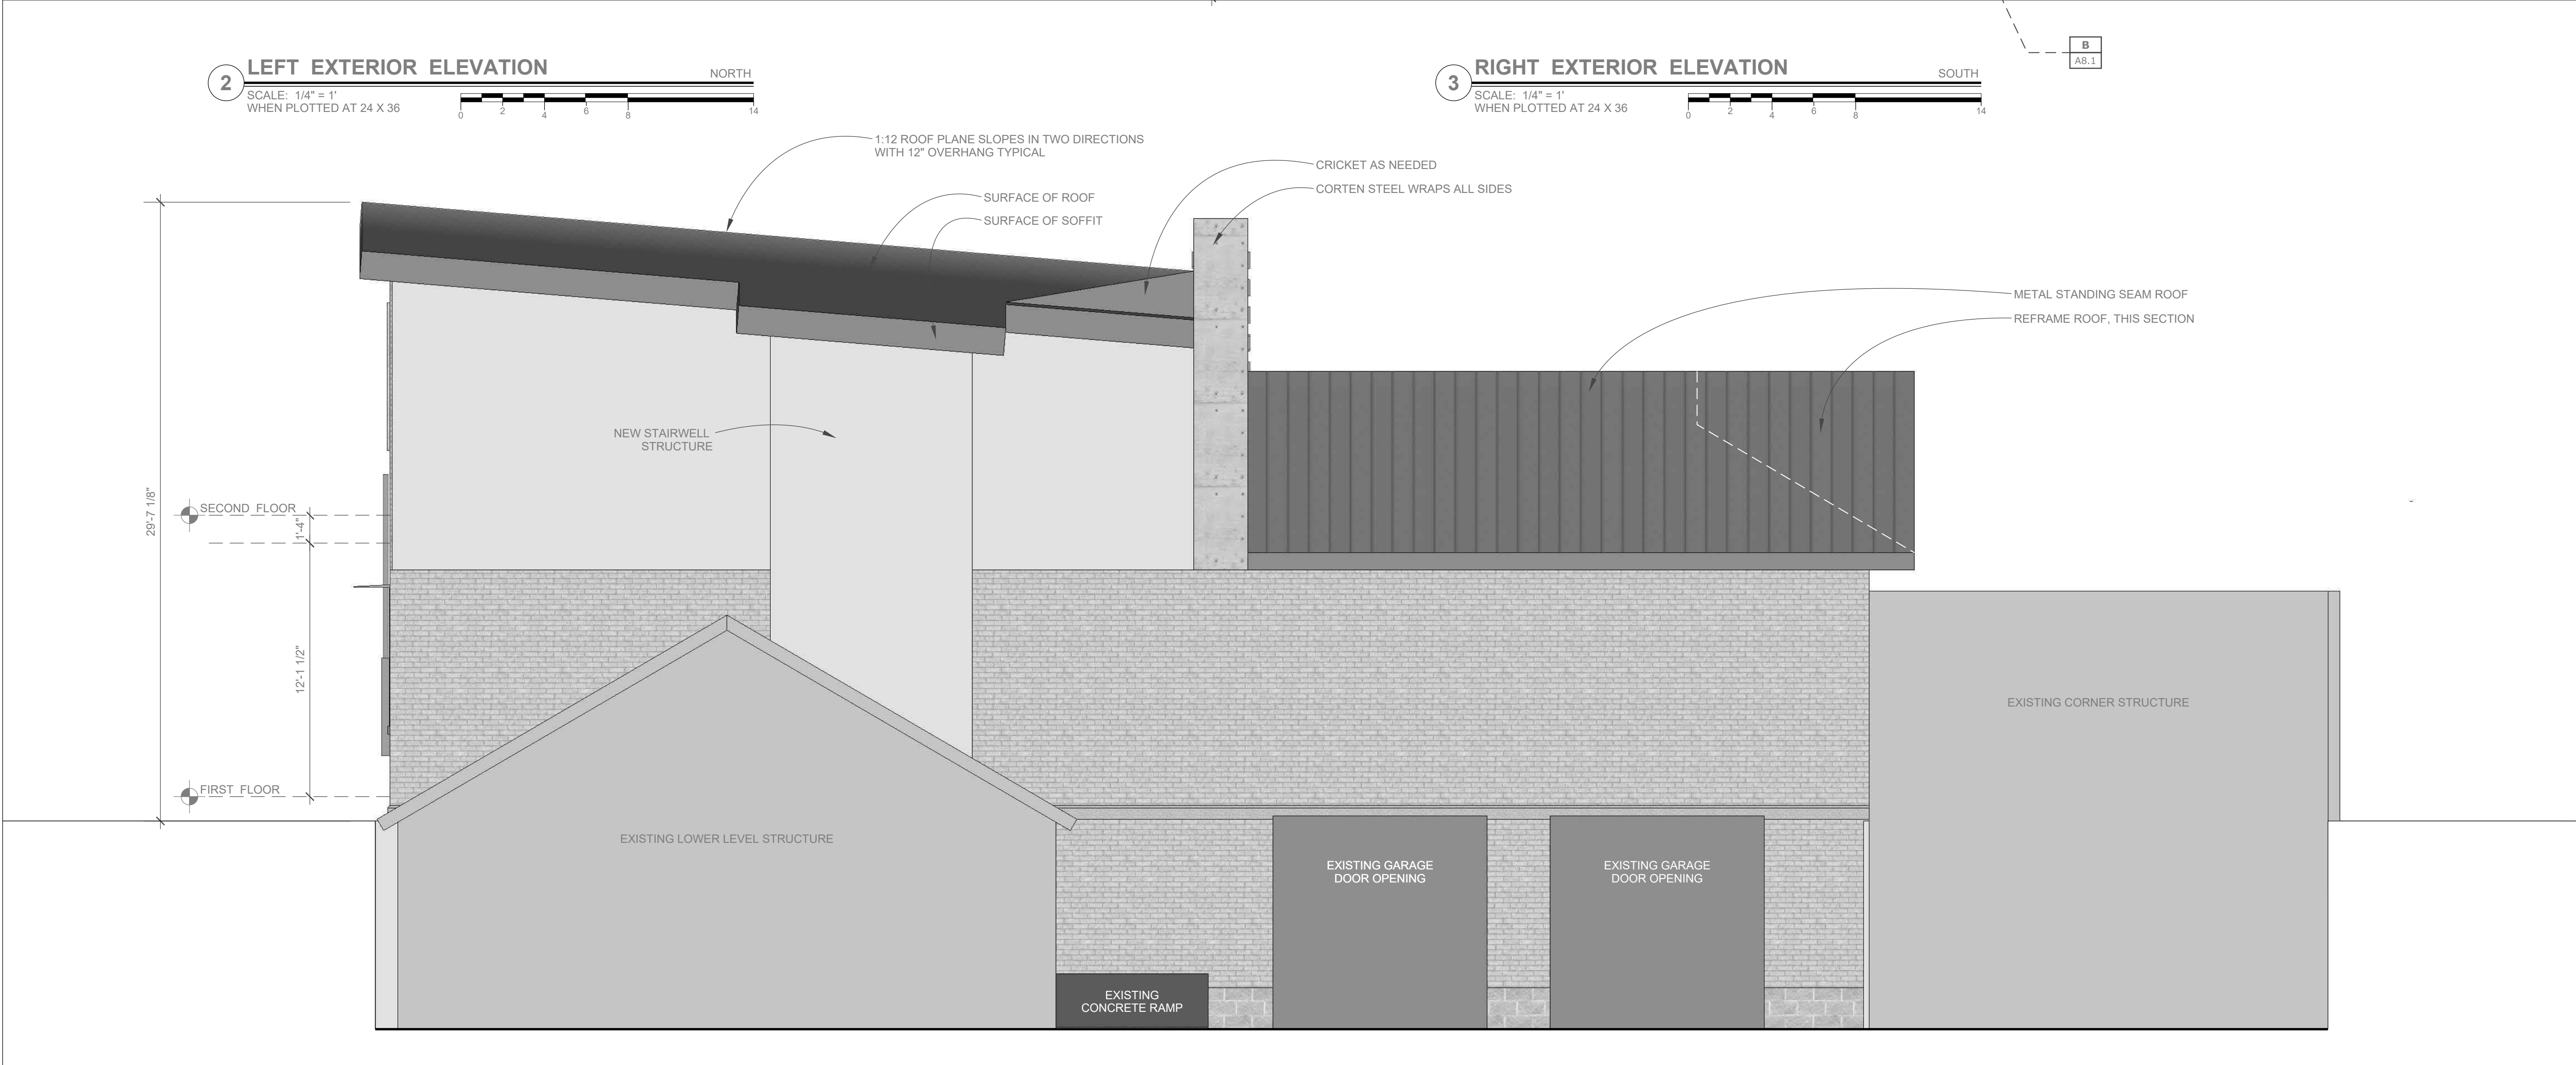 2
LEFT EXTERIOR ELEVATION
NORTH
SCALE: 1/4" = 1'
WHEN PLOTTED AT 24 X 36
0 2 4 6 8 14
3
RIGHT EXTERIOR ELEVATION
SOUTH
SCALE: 1/4" = 1'
WHEN PLOTTED AT 24 X 36
0 2 4 6 8 14
B
A8.1
1:12 ROOF PLANE SLOPES IN TWO DIRECTIONS
WITH 12" OVERHANG TYPICAL
SURFACE OF ROOF
SURFACE OF SOFFIT
CRICKET AS NEEDED
CORTEN STEEL WRAPS ALL SIDES
METAL STANDING SEAM ROOF
REFRAME ROOF, THIS SECTION
NEW STAIRWELL
STRUCTURE
29'-7 1/8"
SECOND FLOOR
1'-4"
12'-1 1/2"
FIRST FLOOR
EXISTING CORNER STRUCTURE
EXISTING LOWER LEVEL STRUCTURE
EXISTING GARAGE
DOOR OPENING
EXISTING GARAGE
DOOR OPENING
EXISTING
CONCRETE RAMP